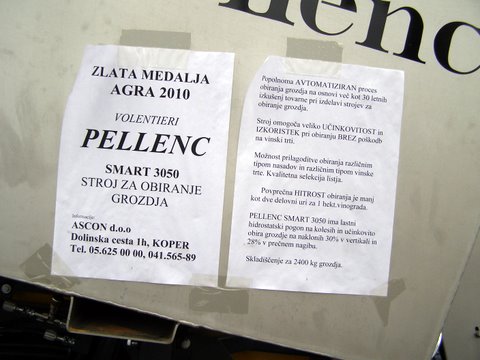 lenc
ZLATA MEDALJA
AGRA 2010
VOLENTIERI
PELLENC
SMART 3050
STROJ ZA OBIRANJE
GROZDJA
Informacije:
ASCON d.o.o
Dolinska cesta 1h, KOPER
Tel. 05.625 00 00, 041.565-89
Popolnoma AVTOMATIZIRAN proces
obiranja grozdja na osnovi več kot 30 letnih
izkušenj tovarne pri izdelavi strojev za
obiranje grozdja.
Stroj omogoča veliko UČINKOVITOST in
IZKORISTEK pri obiranju BREZ poškodb
na vinski trti.
Možnost prilagoditve obiranja različnim
tipom nasadov in različnim tipom vinske
trte. Kvalitetna selekcija listja.
Povprečna HITROST obiranja je manj
kot dve delovni uri za 1 hekt.vinograda.
PELLENC SMART 3050 ima lastni
hidrostatski pogon na kolesih in učinkovito
obira grozdje na naklonih 30% v vertikali in
28% v prečnem nagiba.
Skladiščenje za 2400 kg grozdja.